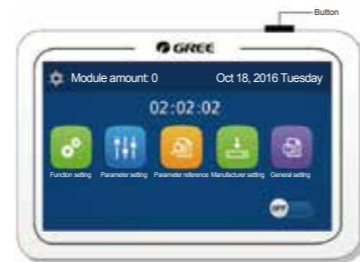 Button
GREE
Module amount: 0 Oct 18, 2016 Tuesday
02:02:02
Function setting Parameter setting Parameter reference Manufacturer setting General setting
OFF